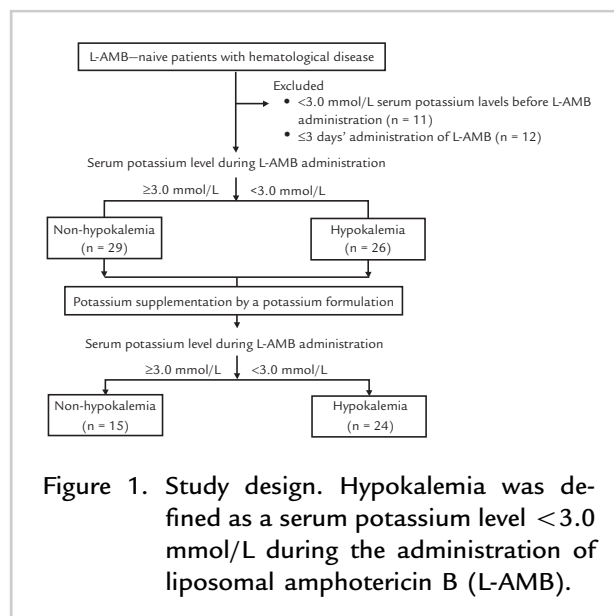 L-AMB—naive patients with hematological disease
Excluded
• <3.0 mmol/L serum potassium lavels before L-AMB
administration (n = 11)
• ≤3 days' administration of L-AMB (n = 12)
Serum potassium level during L-AMB administration
≥3.0 mmol/L <3.0 mmol/L
Non-hypokalemia
(n = 29)
Hypokalemia
(n = 26)
Potassium supplementation by a potassium formulation
Serum potassium level during L-AMB administration
≥3.0 mmol/L <3.0 mmol/L
Non-hypokalemia
(n = 15)
Hypokalemia
(n = 24)
Figure 1. Study design. Hypokalemia was de-
fined as a serum potassium level <3.0
mmol/L during the administration of
liposomal amphotericin B (L-AMB).